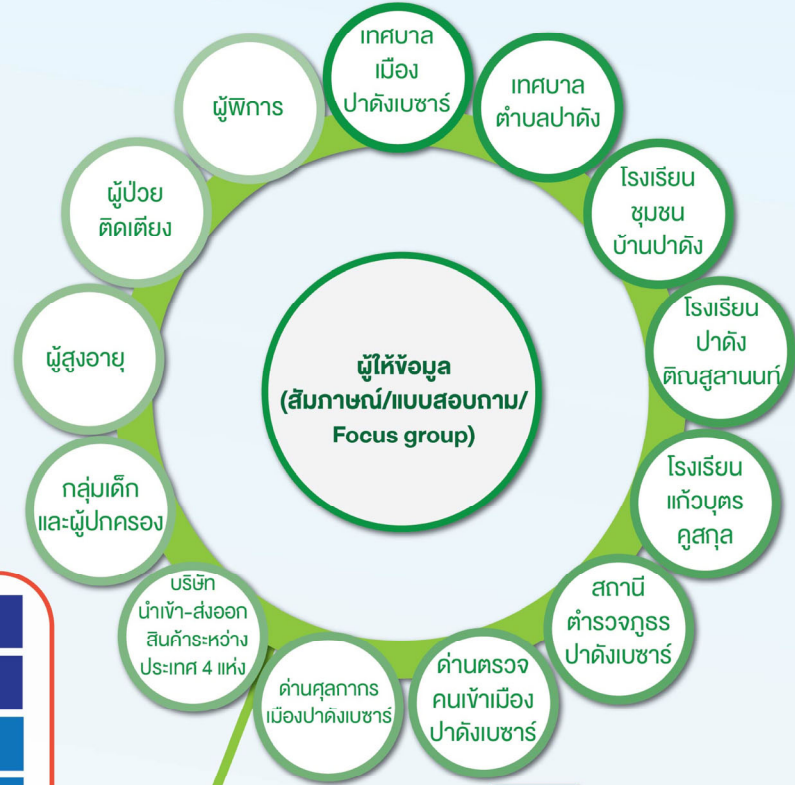 ผู้ให้ข้อมูล
(สัมภาษณ์/แบบสอบถาม/
Focus group)
เทศบาล
เมือง
ปาดังเบซาร์
เทศบาล
ตำบลปาดัง
โรงเรียน
ชุมชน
บ้านปาดัง
โรงเรียน
ปาดัง
ติณสูลานนท์
โรงเรียน
แก้วบุตร
คูสกุล
สถานี
ตำรวจภูธร
ปาดังเบซาร์
ด่านตรวจ
คนเข้าเมือง
ปาดังเบซาร์
ด่านศุลกากร
เมืองปาดังเบซาร์
บริษัท
นำเข้า-ส่งออก
สินค้าระหว่าง
ประเทศ 4 แห่ง
กลุ่มเด็ก
และผู้ปกครอง
ผู้สูงอายุ
ผู้ป่วย
ติดเตียง
ผู้พิการ